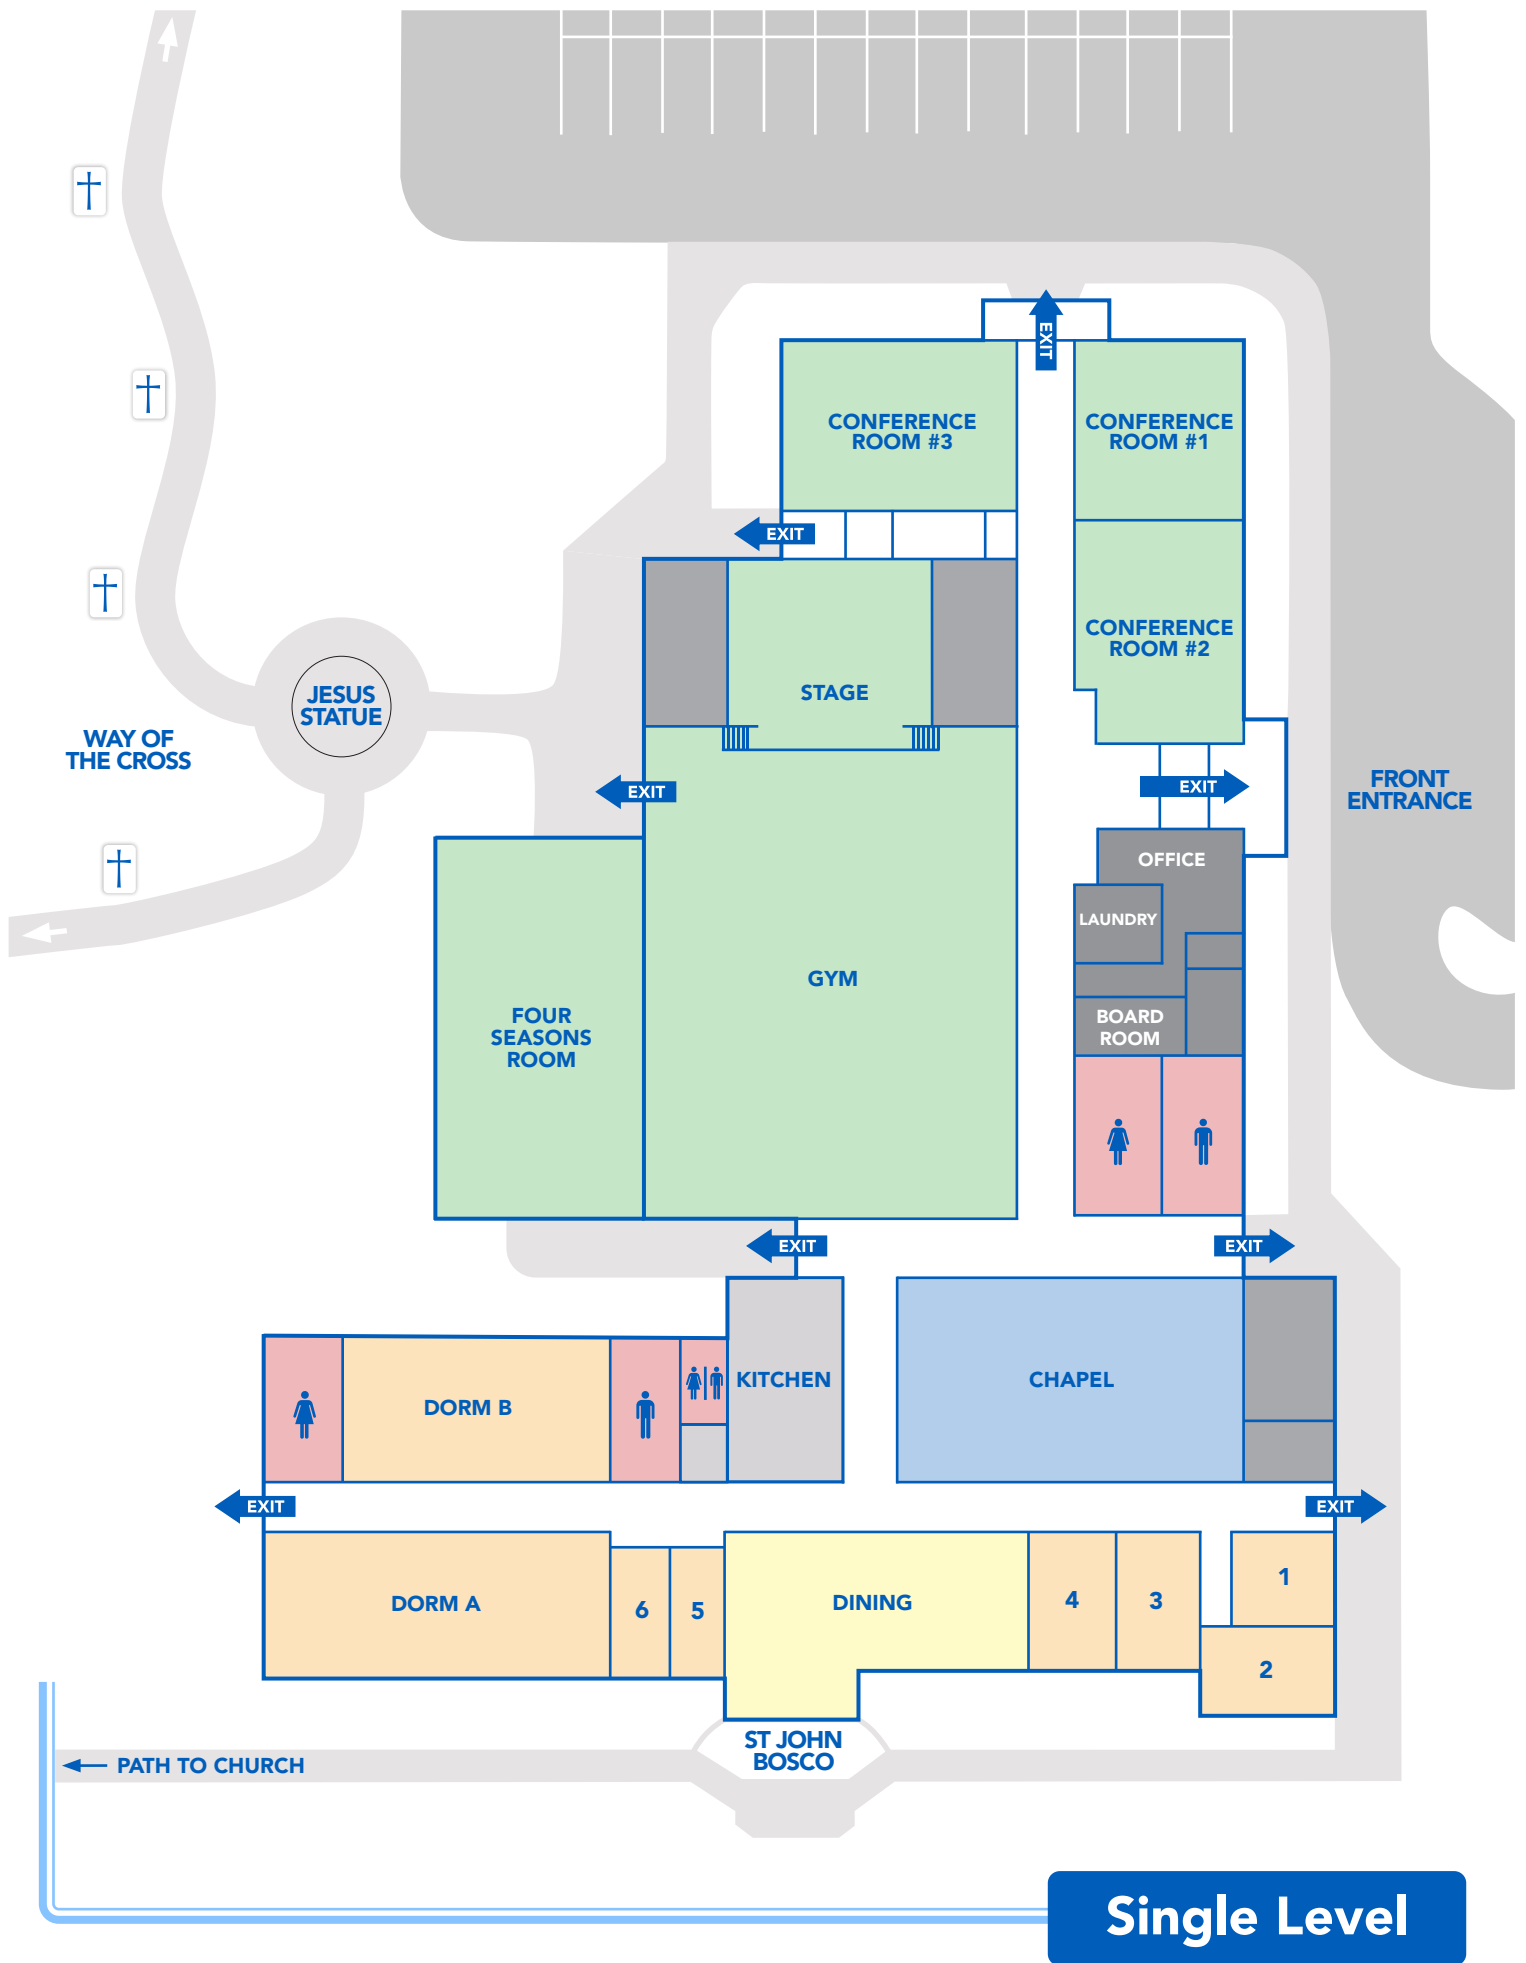 EXIT
CONFERENCE
ROOM #3
CONFERENCE
ROOM #1
EXIT
CONFERENCE
ROOM #2
STAGE
JESUS
STATUE
WAY OF
THE CROSS
EXIT
EXIT
FRONT
ENTRANCE
OFFICE
LAUNDRY
GYM
FOUR
SEASONS
ROOM
BOARD
ROOM
EXIT
EXIT
KITCHEN
CHAPEL
DORM B
EXIT
EXIT
DORM A
6
5
DINING
4
3
1
2
ST JOHN
BOSCO
PATH TO CHURCH
Single Level